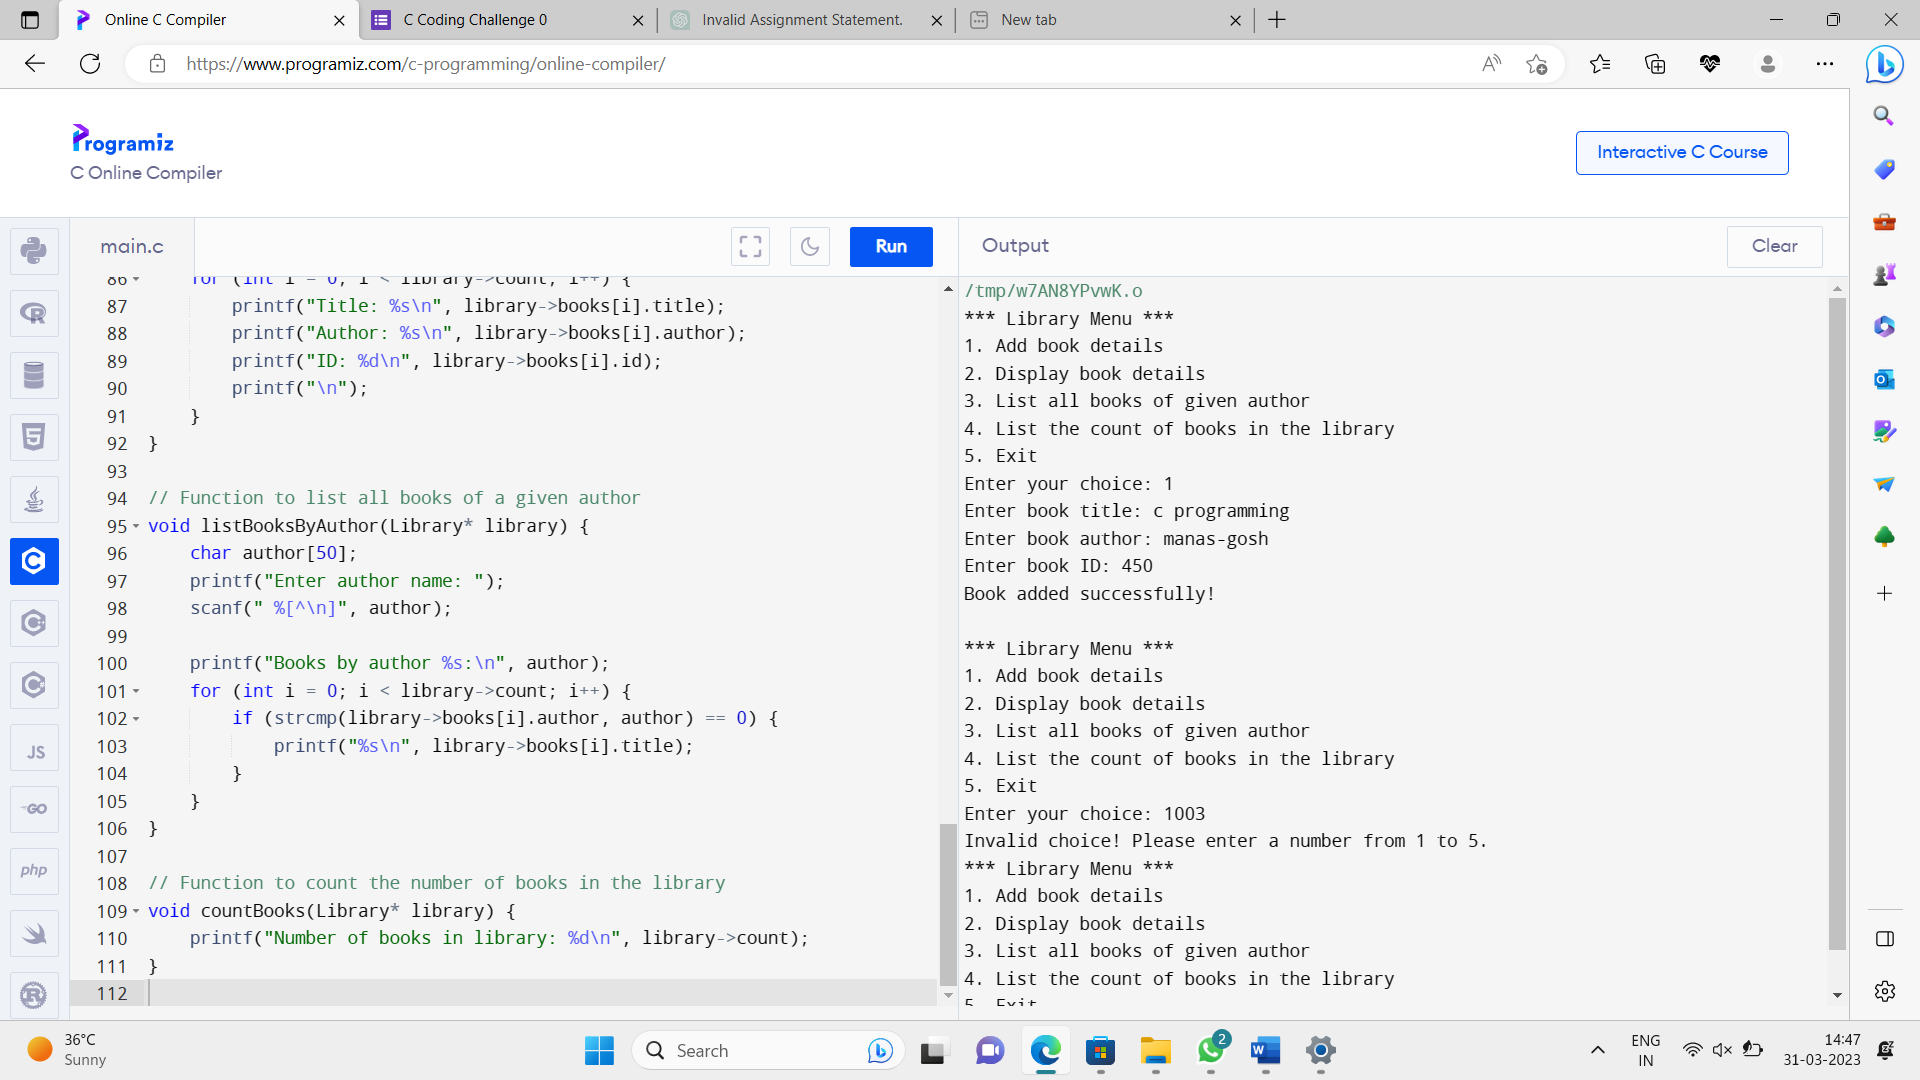 Online C Compiler
C Coding Challenge 0
Invalid Assignment Statement.
New tab
https://www.programiz.com/c-programming/online-compiler/
Programiz
C Online Compiler
Interactive C Course
main.c
Run
Output
Clear
86 for (int i = 0; i < library->count; i++) {
87 printf("Title: %s\n", library->books[i].title);
88 printf("Author: %s\n", library->books[i].author);
89 printf("ID: %d\n", library->books[i].id);
90 printf("\n");
91 }
92 }
93
94 // Function to list all books of a given author
95 void listBooksByAuthor(Library* library) {
96 char author[50];
97 printf("Enter author name: ");
98 scanf(" %[^\n]", author);
99
100 printf("Books by author %s:\n", author);
101 for (int i = 0; i < library->count; i++) {
102 if (strcmp(library->books[i].author, author) == 0) {
103 printf("%s\n", library->books[i].title);
104 }
105 }
106 }
107
108 // Function to count the number of books in the library
109 void countBooks(Library* library) {
110 printf("Number of books in library: %d\n", library->count);
111 }
112
/tmp/w7AN8YPvwK.o
*** Library Menu ***
1. Add book details
2. Display book details
3. List all books of given author
4. List the count of books in the library
5. Exit
Enter your choice: 1
Enter book title: c programming
Enter book author: manas-gosh
Enter book ID: 450
Book added successfully!
*** Library Menu ***
1. Add book details
2. Display book details
3. List all books of given author
4. List the count of books in the library
5. Exit
Enter your choice: 1003
Invalid choice! Please enter a number from 1 to 5.
*** Library Menu ***
1. Add book details
2. Display book details
3. List all books of given author
4. List the count of books in the library
5. Exit
JS
GO
php
36°C
Sunny
Search
2
ENG
IN
14:47
31-03-2023